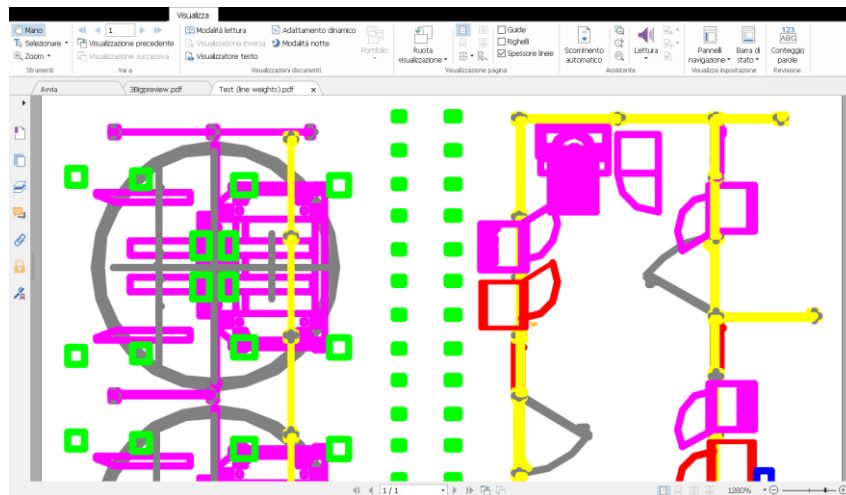 Visualizza
Mano
Selezionare
Zoom
Strumenti
1
Visualizzazione precedente
Visualizzazione successiva
Vai a
Modalità lettura
Visualizzazione inversa
Visualizzatore testo
Adattamento dinamico
Modalità notte
Visualizzazioni documenti
Portfolio
Ruota
visualizzazione
Guide
Righelli
Spessore linee
Visualizzazione pagina
Scorrimento
automatico
Lettura
Assistente
Pannelli
navigazione
Barra di
stato
Visualizza impostazione
123
ABC
Conteggio
parole
Revisione
Avvia
3Bigpreview.pdf
Test (line weights).pdf x
1 / 1
1280%